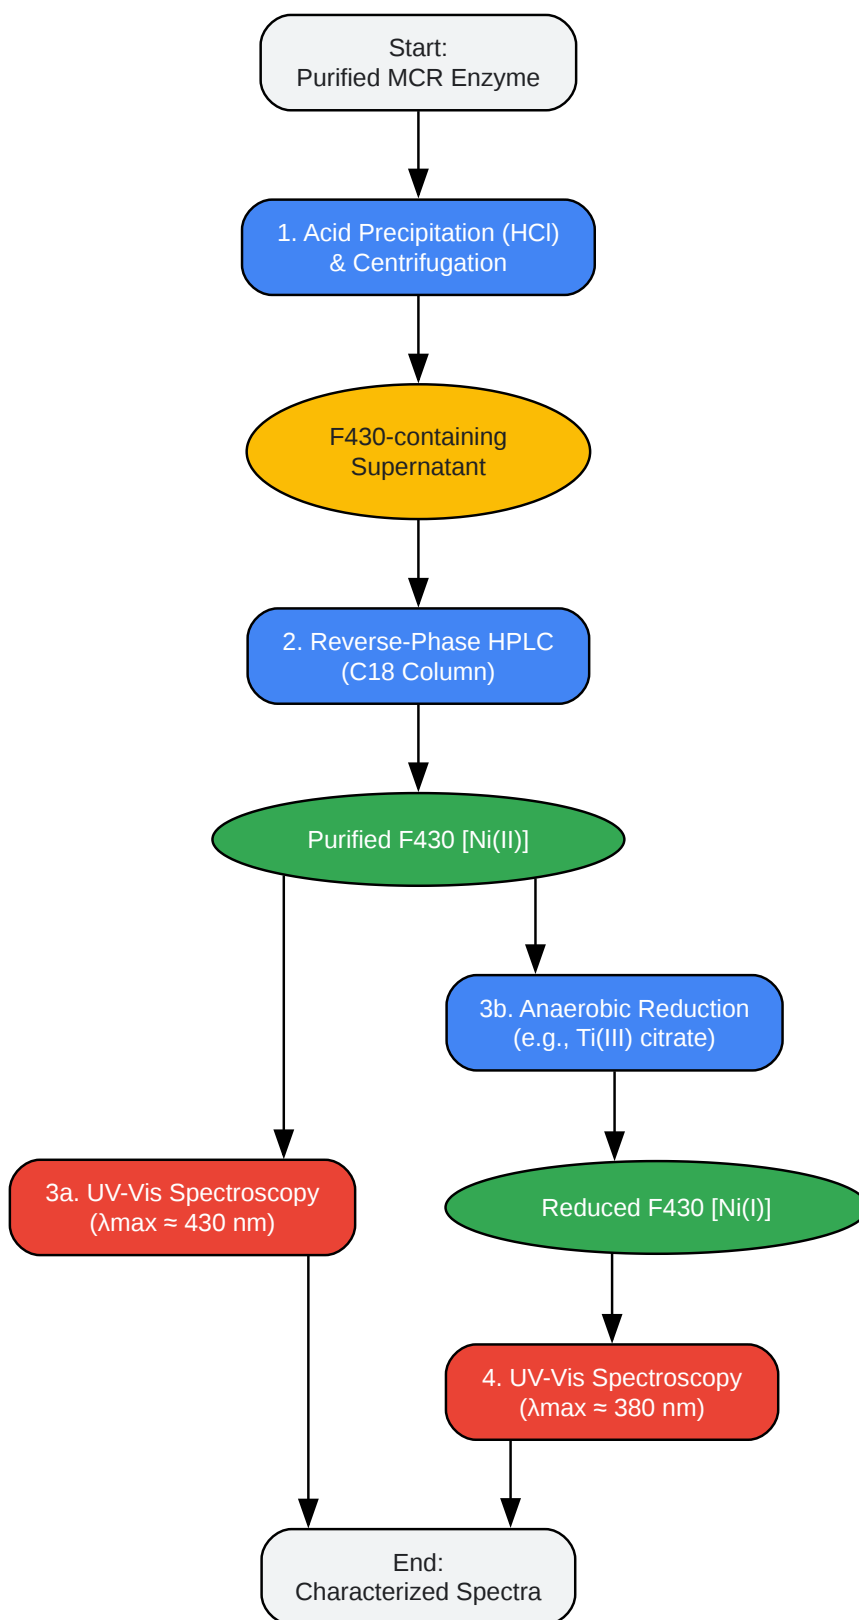 Start:
Purified MCR Enzyme
1. Acid Precipitation (HCl)
& Centrifugation
F430-containing
Supernatant
2. Reverse-Phase HPLC
(C18 Column)
Purified F430 [Ni(II)]
3b. Anaerobic Reduction
(e.g., Ti(III) citrate)
3a. UV-Vis Spectroscopy
(λmax ≈ 430 nm)
Reduced F430 [Ni(I)]
4. UV-Vis Spectroscopy
(λmax ≈ 380 nm)
End:
Characterized Spectra